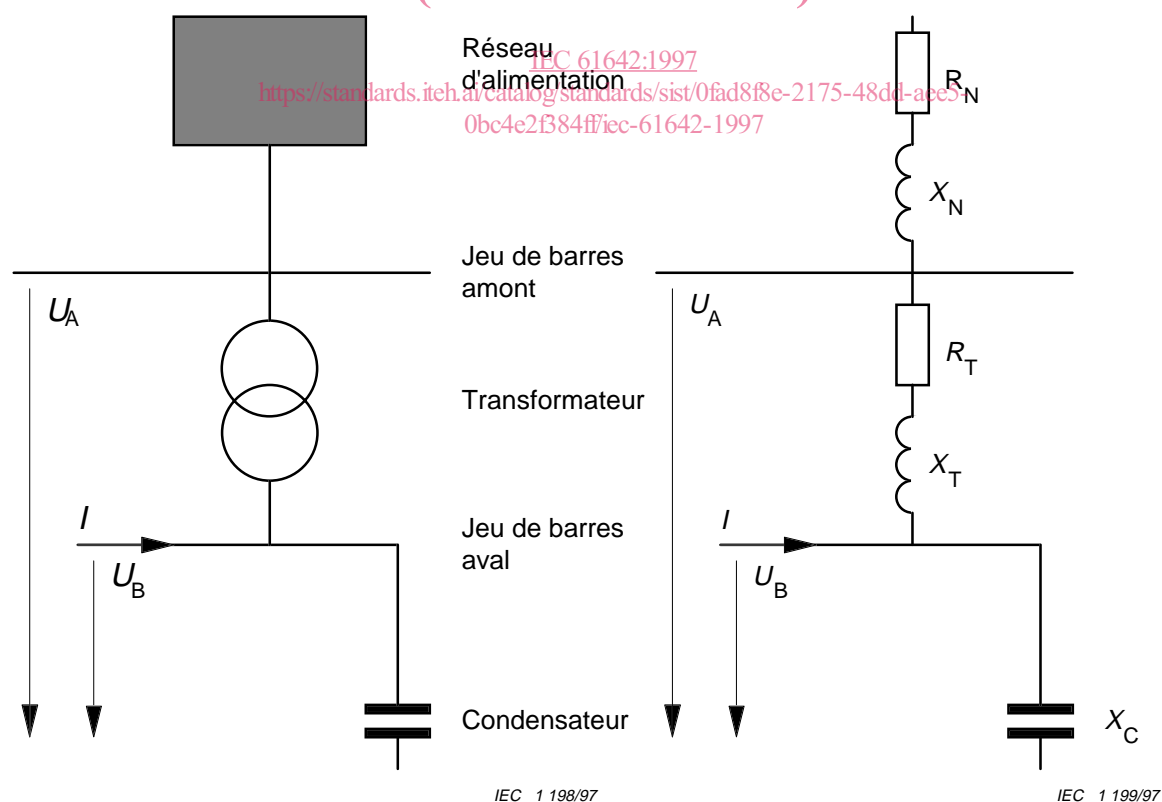 IEC 61642:1997
https://standards.iteh.ai/catalog/standards/sist/0fad8f8e-2175-48dd-aee5-
0bc4e2f384ff/iec-61642-1997
Réseau
d'alimentation
R_N
X_N
Jeu de barres
amont
U_A
U_A
R_T
Transformateur
X_T
I
Jeu de barres
aval
I
U_B
U_B
Condensateur
X_C
IEC 1 198/97
IEC 1 199/97